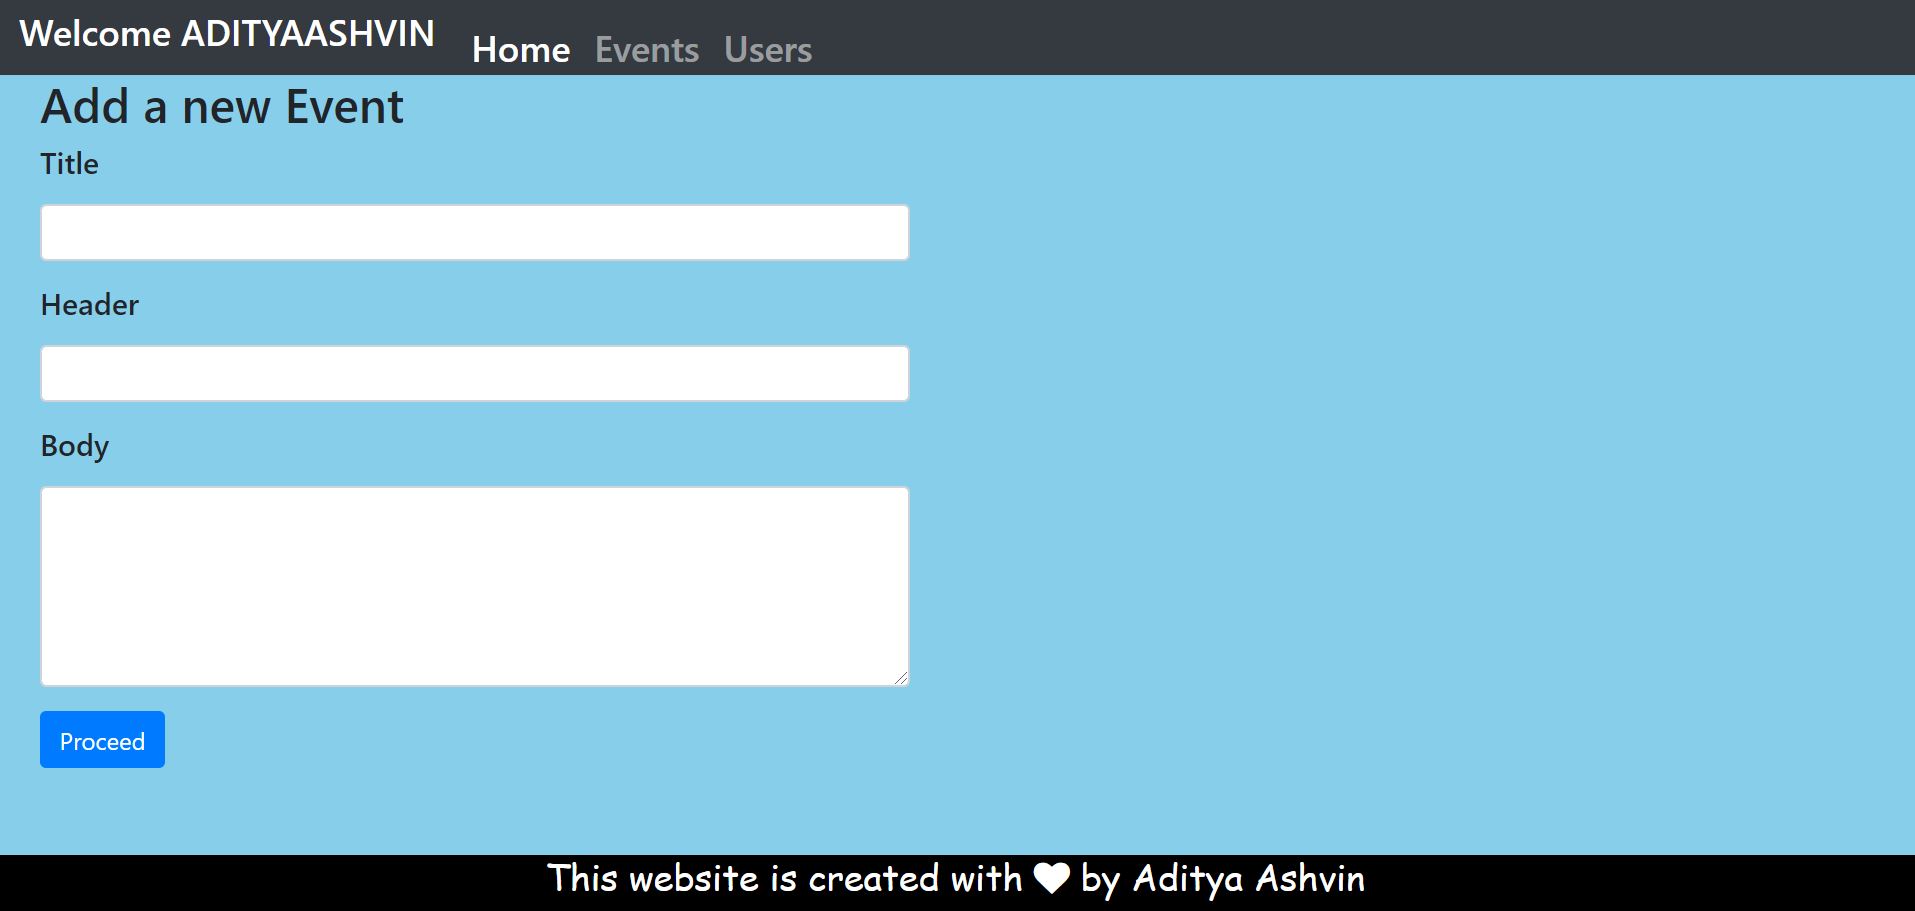 Welcome ADITYAASHVIN Home Events Users
Add a new Event
Title
Header
Body
Proceed
This website is created with ♥ by Aditya Ashvin